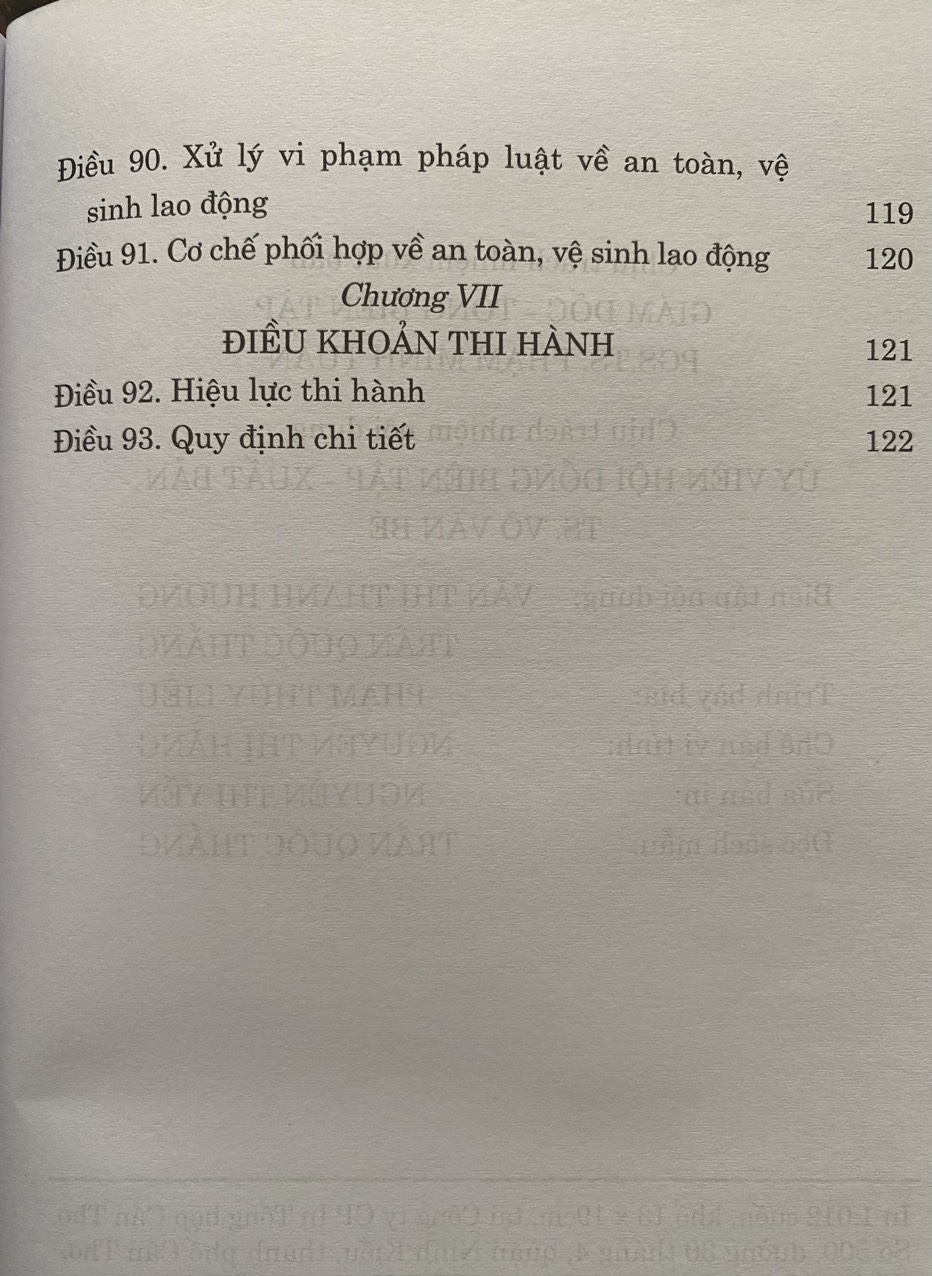 Điều 90. Xử lý vi phạm pháp luật về an toàn, vệ
sinh lao động 119
Điều 91. Cơ chế phối hợp về an toàn, vệ sinh lao động 120
Chương VII
ĐIỀU KHOẢN THI HÀNH 121
Điều 92. Hiệu lực thi hành 121
Điều 93. Quy định chi tiết 122